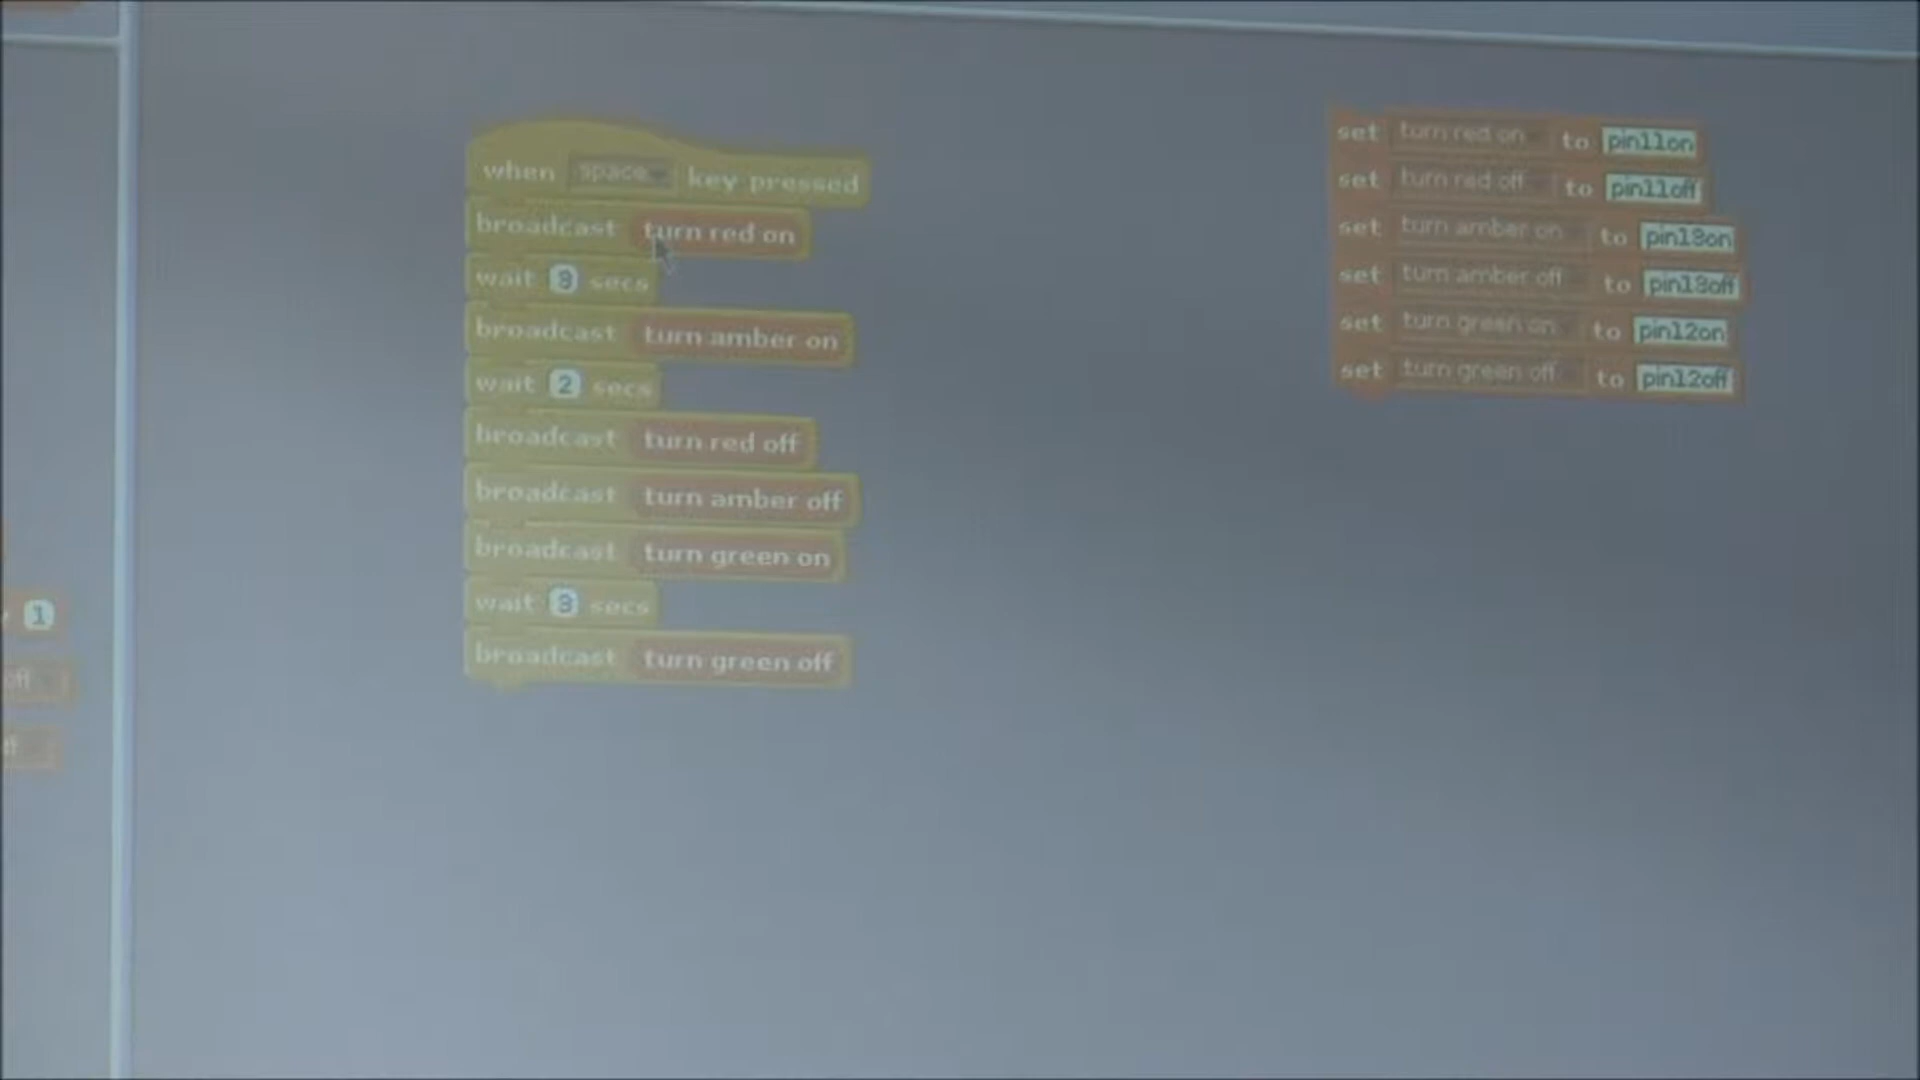 when space key pressed
broadcast turn red on
wait 3 secs
broadcast turn amber on
wait 2 secs
broadcast turn red off
broadcast turn amber off
broadcast turn green on
wait 3 secs
broadcast turn green off
set turn red on to pin11on
set turn red off to pin11off
set turn amber on to pin13on
set turn amber off to pin13off
set turn green on to pin12on
set turn green off to pin12off
1
off